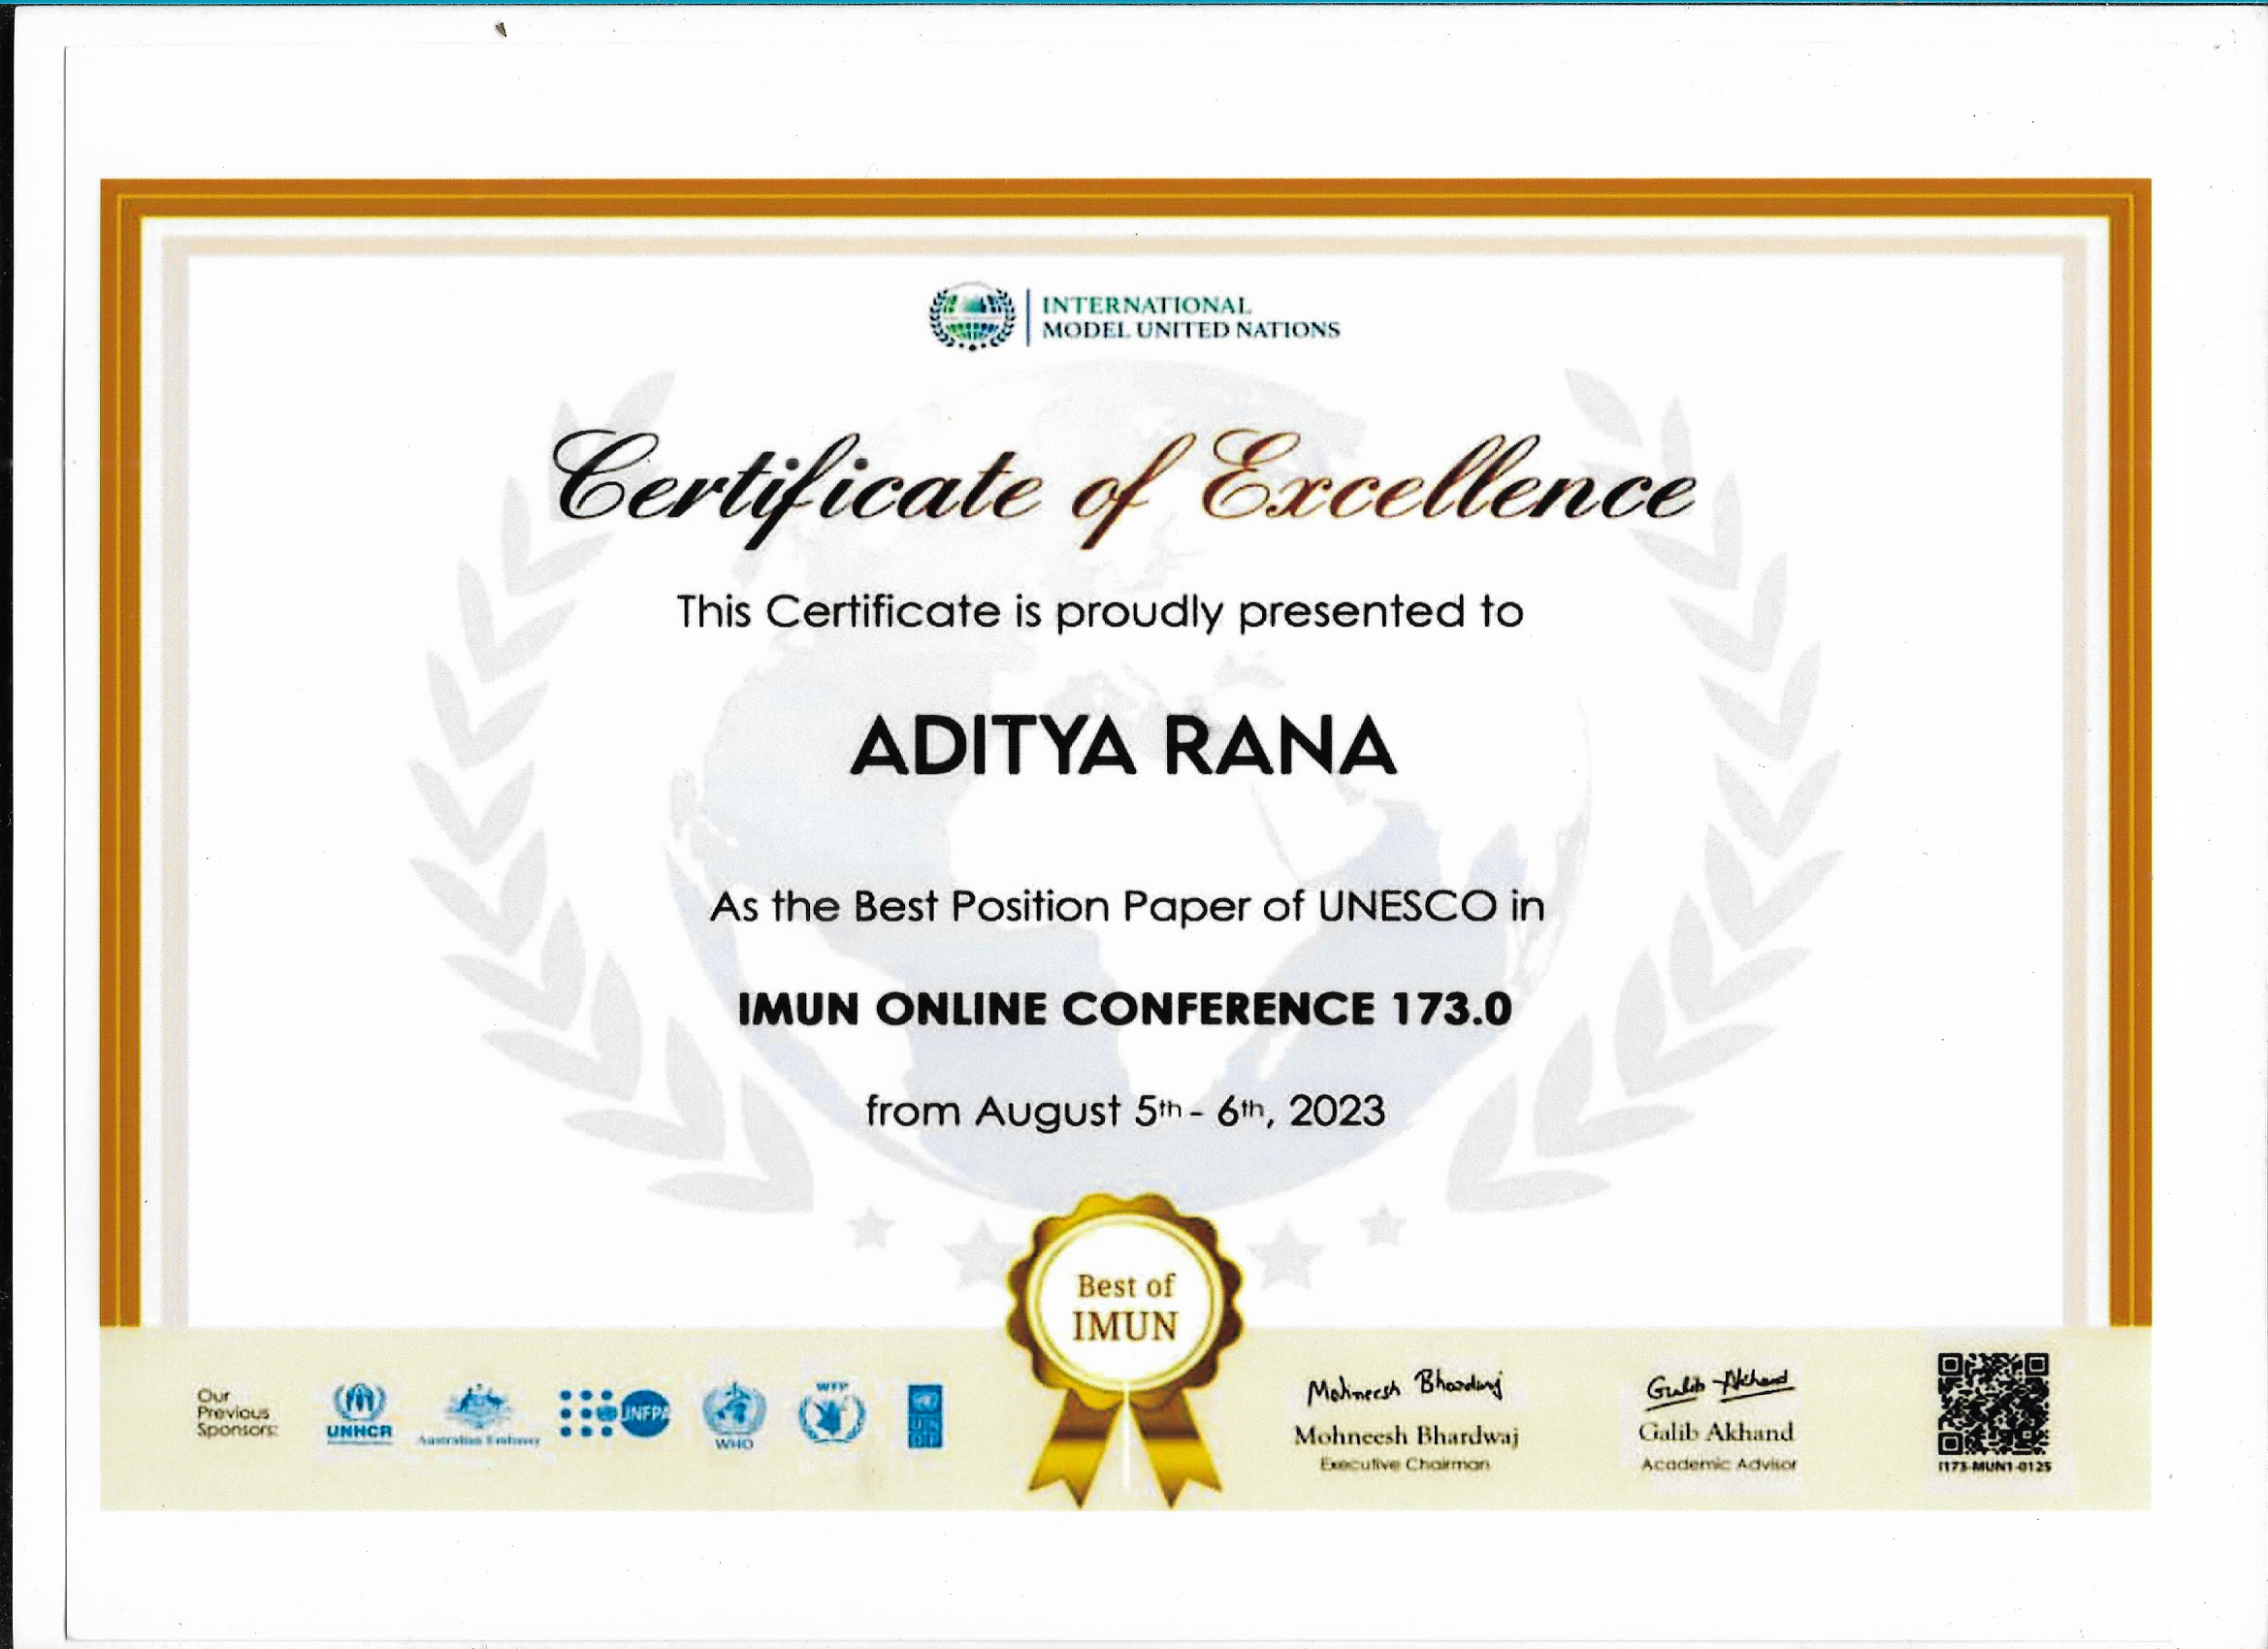 INTERNATIONAL
MODEL UNITED NATIONS
Certificate of Excellence
This Certificate is proudly presented to
ADITYA RANA
As the Best Position Paper of UNESCO in
IMUN ONLINE CONFERENCE 173.0
from August 5th - 6th, 2023
Best of
IMUN
Our
Previous
Sponsors:
UNHCR
Australian Embassy
UNFPA
WHO
WFP
UN
DP
Mohneesh Bhardwaj
Mohneesh Bhardwaj
Executive Chairman
Galib Akhand
Galib Akhand
Academic Advisor
I173-MUN1-0125